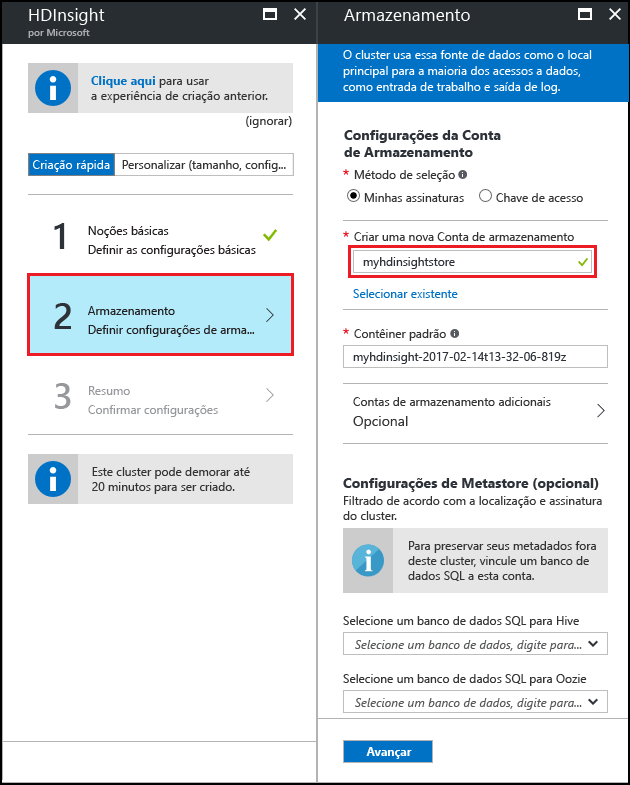 HDInsight
por Microsoft
Clique aqui para usar
a experiência de criação anterior.
(ignorar)
Criação rápida
Personalizar (tamanho, config...
1
Noções básicas
Definir as configurações básicas
2
Armazenamento
Definir configurações de arma...
3
Resumo
Confirmar configurações
Este cluster pode demorar até
20 minutos para ser criado.
Armazenamento
O cluster usa essa fonte de dados como o local
principal para a maioria dos acessos a dados,
como entrada de trabalho e saída de log.
Configurações da Conta
de Armazenamento
* Método de seleção
Minhas assinaturas
Chave de acesso
* Criar uma nova Conta de armazenamento
myhdinsightstore
Selecionar existente
* Contêiner padrão
myhdinsight-2017-02-14t13-32-06-819z
Contas de armazenamento adicionais
Opcional
Configurações de Metastore (opcional)
Filtrado de acordo com a localização e assinatura
do cluster.
Para preservar seus metadados fora
deste cluster, vincule um banco de
dados SQL a esta conta.
Selecione um banco de dados SQL para Hive
Selecione um banco de dados, digite para...
Selecione um banco de dados SQL para Oozie
Selecione um banco de dados, digite para...
Avançar